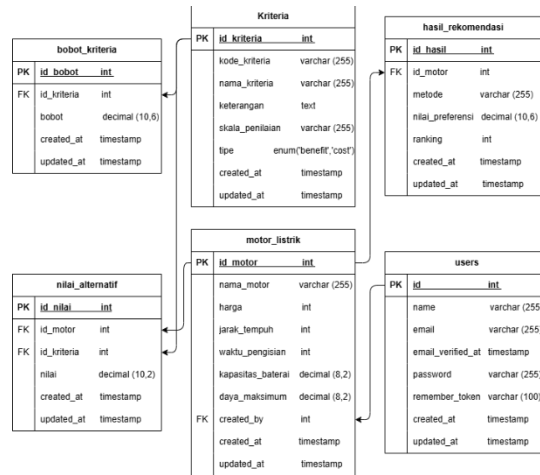 bobot_kriteria
PK id_bobot int
FK id_kriteria int
bobot decimal (10,6)
created_at timestamp
updated_at timestamp
Kriteria
PK id_kriteria int
kode_kriteria varchar (255)
nama_kriteria varchar (255)
keterangan text
skala_penilaian varchar (255)
tipe enum('benefit','cost')
created_at timestamp
updated_at timestamp
hasil_rekomendasi
PK id_hasil int
FK id_motor int
metode varchar (255)
nilai_preferensi decimal (10,6)
ranking int
created_at timestamp
updated_at timestamp
nilai_alternatif
PK id_nilai int
FK id_motor int
FK id_kriteria int
nilai decimal (10,2)
created_at timestamp
updated_at timestamp
motor_listrik
PK id_motor int
nama_motor varchar (255)
harga int
jarak_tempuh int
waktu_pengisian int
kapasitas_baterai decimal (8,2)
daya_maksimum decimal (8,2)
FK created_by int
created_at timestamp
updated_at timestamp
users
PK id int
name varchar (255)
email varchar (255)
email_verified_at timestamp
password varchar (255)
remember_token varchar (100)
created_at timestamp
updated_at timestamp